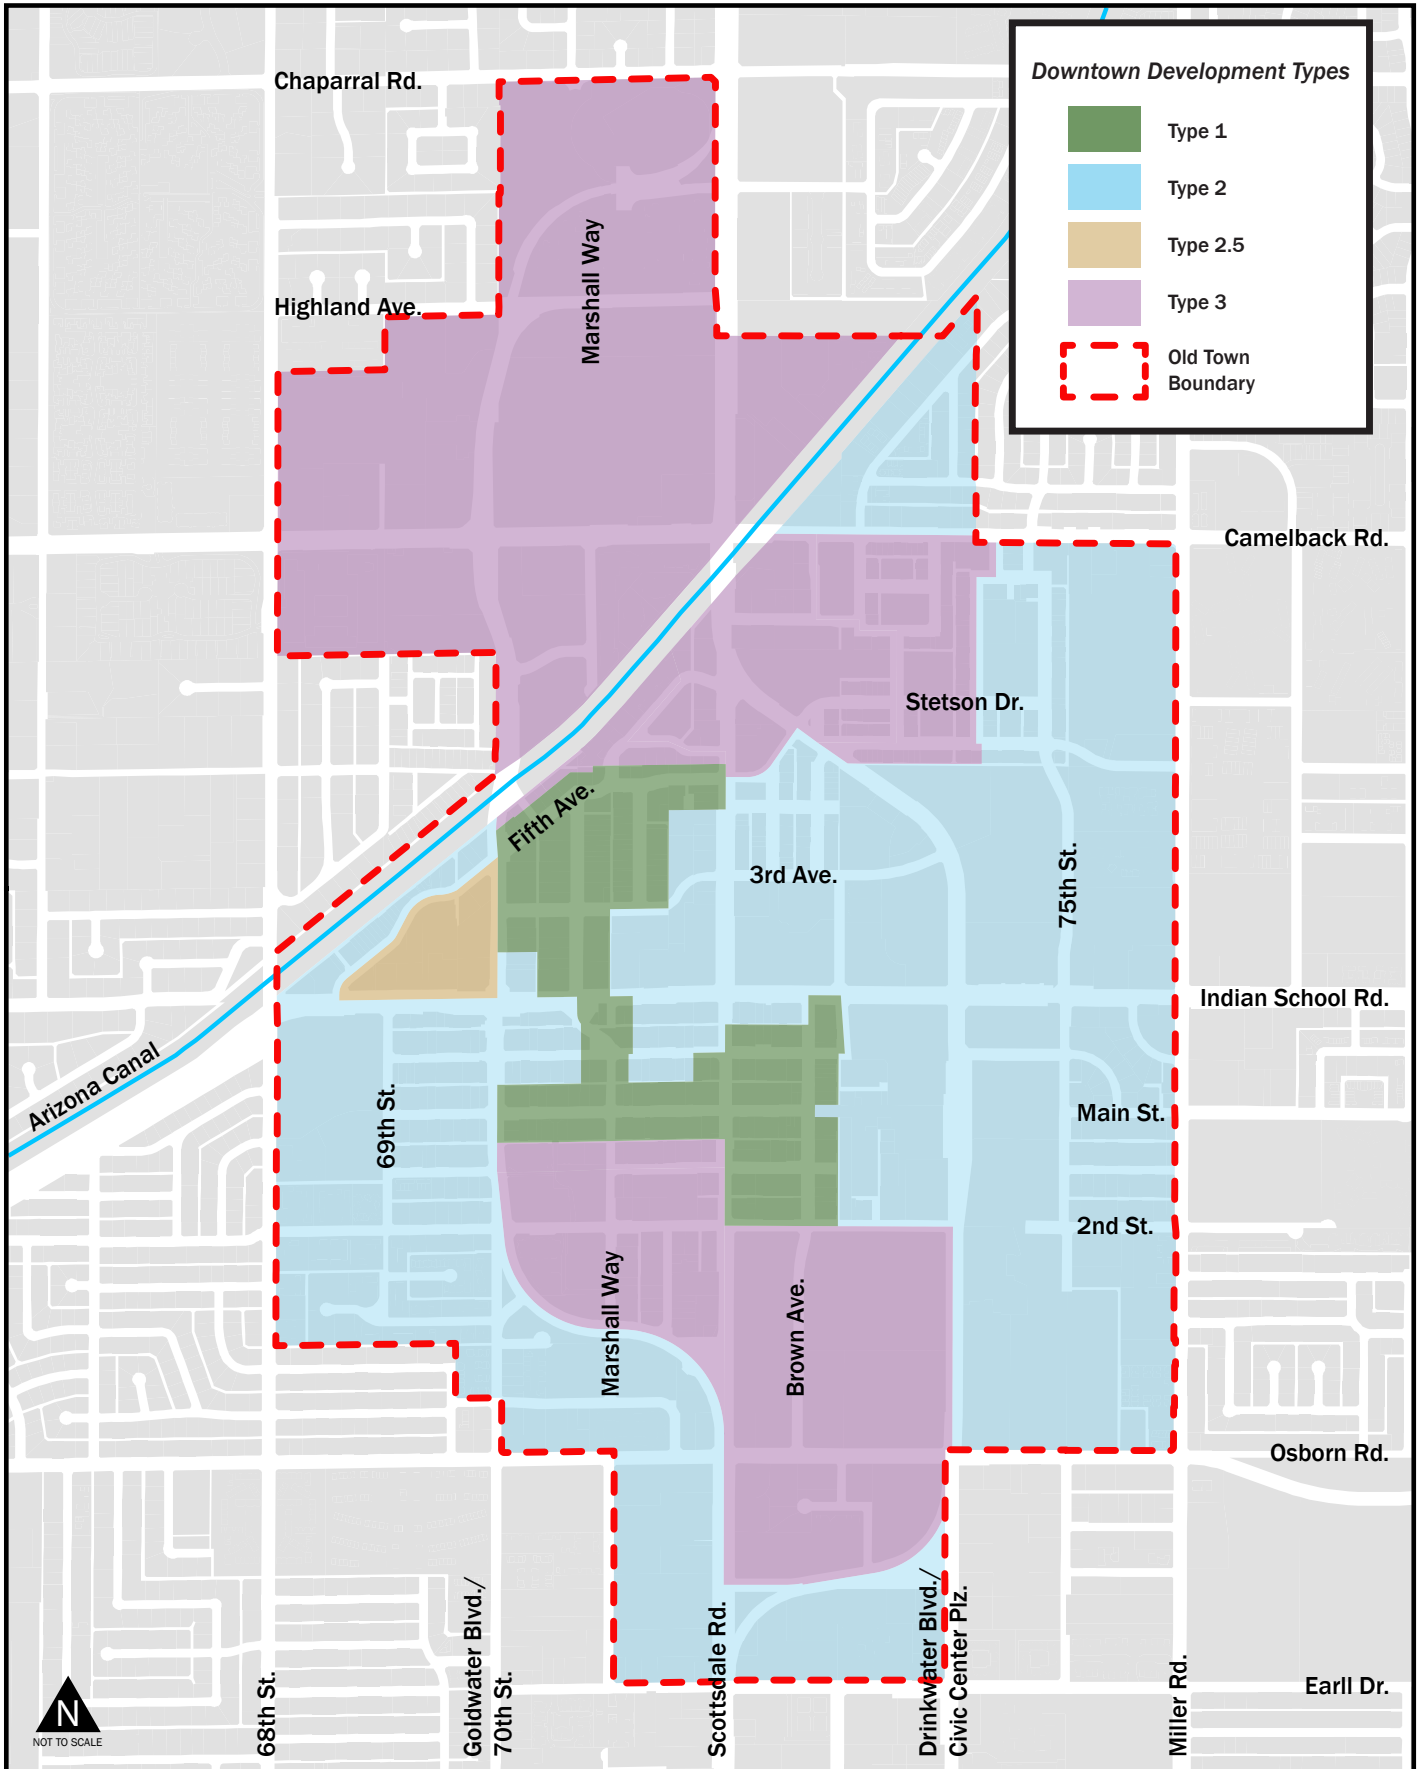 Downtown Development Types
Type 1
Type 2
Type 2.5
Type 3
Old Town
Boundary
Chaparral Rd.
Marshall Way
Highland Ave.
Camelback Rd.
Stetson Dr.
Fifth Ave.
3rd Ave.
75th St.
Indian School Rd.
Arizona Canal
69th St.
Main St.
2nd St.
Marshall Way
Brown Ave.
Osborn Rd.
Earll Dr.
68th St.
Goldwater Blvd./
70th St.
Scottsdale Rd.
Drinkwater Blvd./
Civic Center Plz.
Miller Rd.
N
NOT TO SCALE